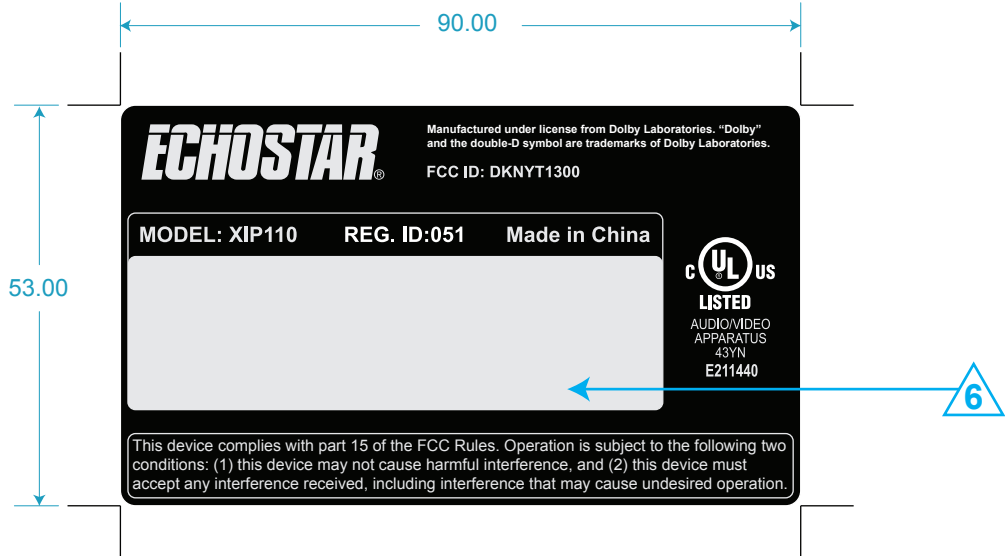 90.00
53.00
ECHOSTAR®
Manufactured under license from Dolby Laboratories. “Dolby”
and the double-D symbol are trademarks of Dolby Laboratories.
FCC ID: DKNYT1300
MODEL: XIP110 REG. ID:051 Made in China
C UL® US
LISTED
AUDIO/VIDEO
APPARATUS
43YN
E211440
6
This device complies with part 15 of the FCC Rules. Operation is subject to the following two
conditions: (1) this device may not cause harmful interference, and (2) this device must
accept any interference received, including interference that may cause undesired operation.